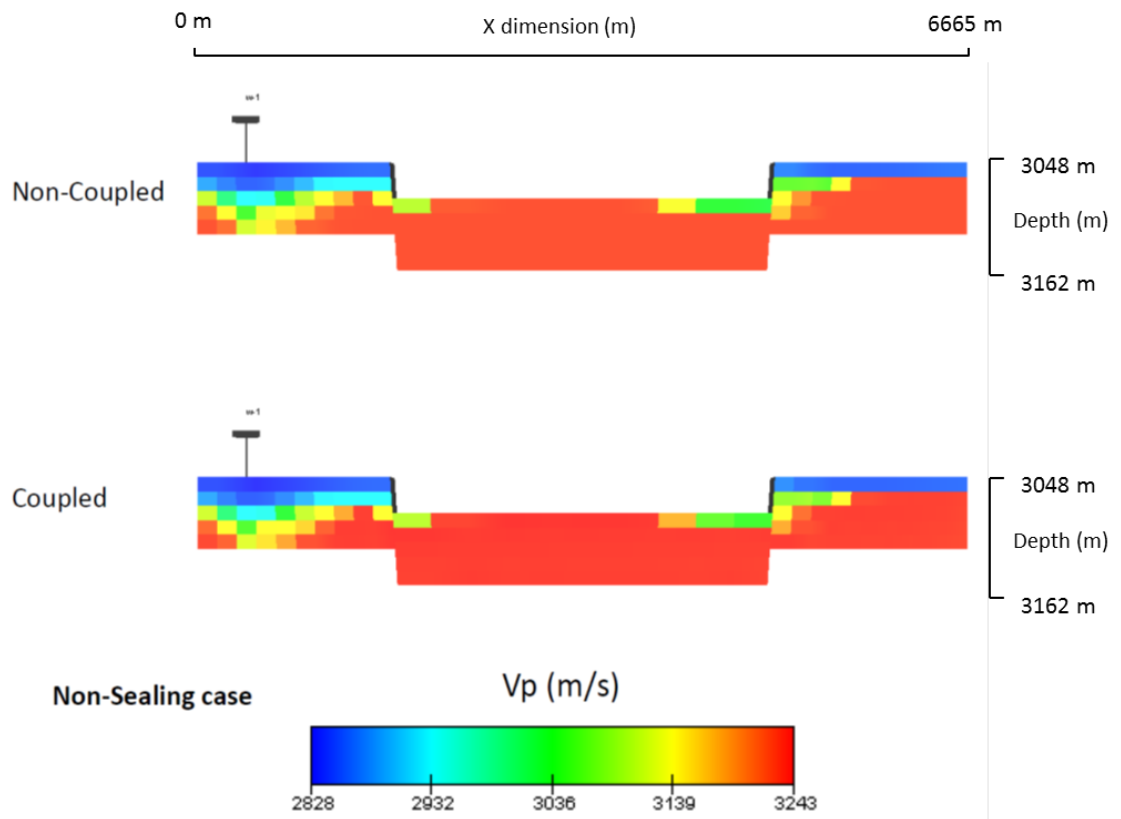 0 m
X dimension (m)
6665 m
Non-Coupled
3048 m
Depth (m)
3162 m
Coupled
3048 m
Depth (m)
3162 m
Non-Sealing case
Vp (m/s)
2828
2932
3036
3139
3243